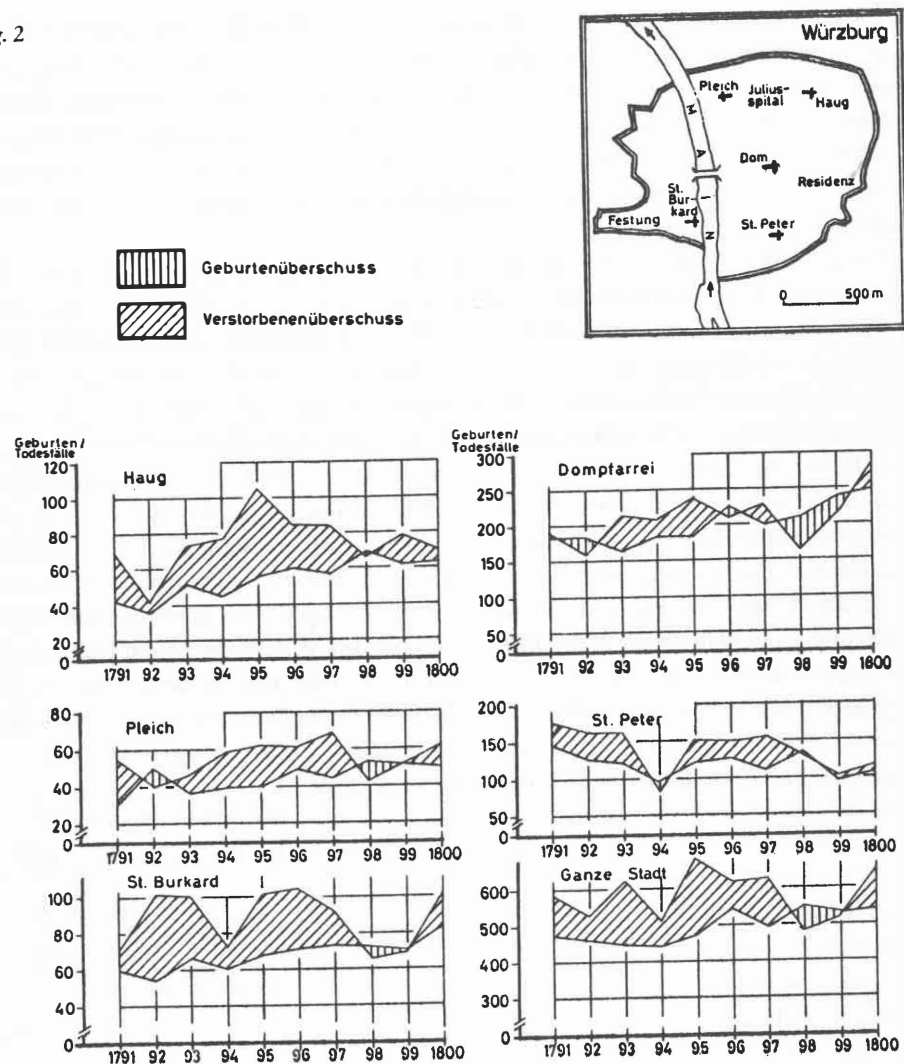 g. 2
Würzburg
Pleich
Julius-
spital
Haug
MAIN
Dom
Residenz
St.
Bur-
kard
Festung
St. Peter
0 500 m
Geburtenüberschuss
Verstorbenenüberschuss
Geburten/
Todesfälle
Haug
120
100
80
60
40
20
0
1791 92 93 94 95 96 97 98 99 1800
Geburten/
Todesfälle
Dompfarrei
300
250
200
150
100
50
0
1791 92 93 94 95 96 97 98 99 1800
Pleich
80
60
40
20
0
1791 92 93 94 95 96 97 98 99 1800
St. Peter
200
150
100
50
0
1791 92 93 94 95 96 97 98 99 1800
St. Burkard
100
80
60
40
0
1791 92 93 94 95 96 97 98 99 1800
Ganze Stadt
600
500
400
300
0
1791 92 93 94 95 96 97 98 99 1800